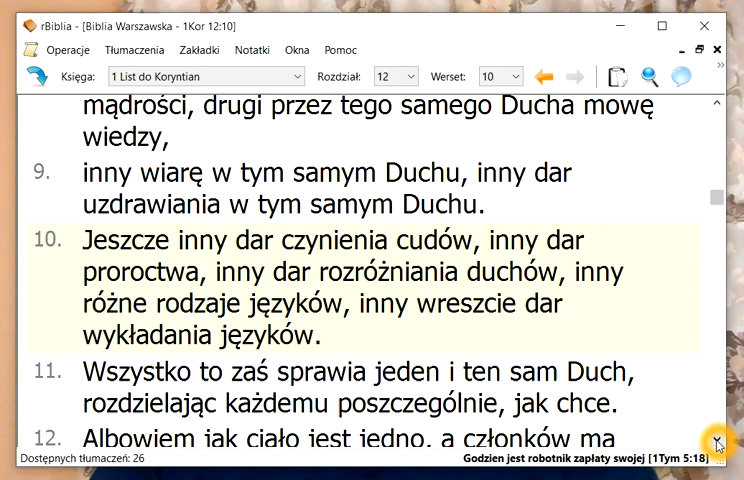 rBiblia - [Biblia Warszawska - 1Kor 12:10]
Operacje Tłumaczenia Zakładki Notatki Okna Pomoc
Księga: 1 List do Koryntian Rozdział: 12 Werset: 10
mądrości, drugi przez tego samego Ducha mowę
wiedzy,
9. inny wiarę w tym samym Duchu, inny dar
uzdrawiania w tym samym Duchu.
10. Jeszcze inny dar czynienia cudów, inny dar
proroctwa, inny dar rozróżniania duchów, inny
różne rodzaje języków, inny wreszcie dar
wykładania języków.
11. Wszystko to zaś sprawia jeden i ten sam Duch,
rozdzielając każdemu poszczególnie, jak chce.
12. Albowiem jak ciało jest jedno, a członków ma
Dostępnych tłumaczeń: 26 Godzien jest robotnik zapłaty swojej [1Tym 5:18]